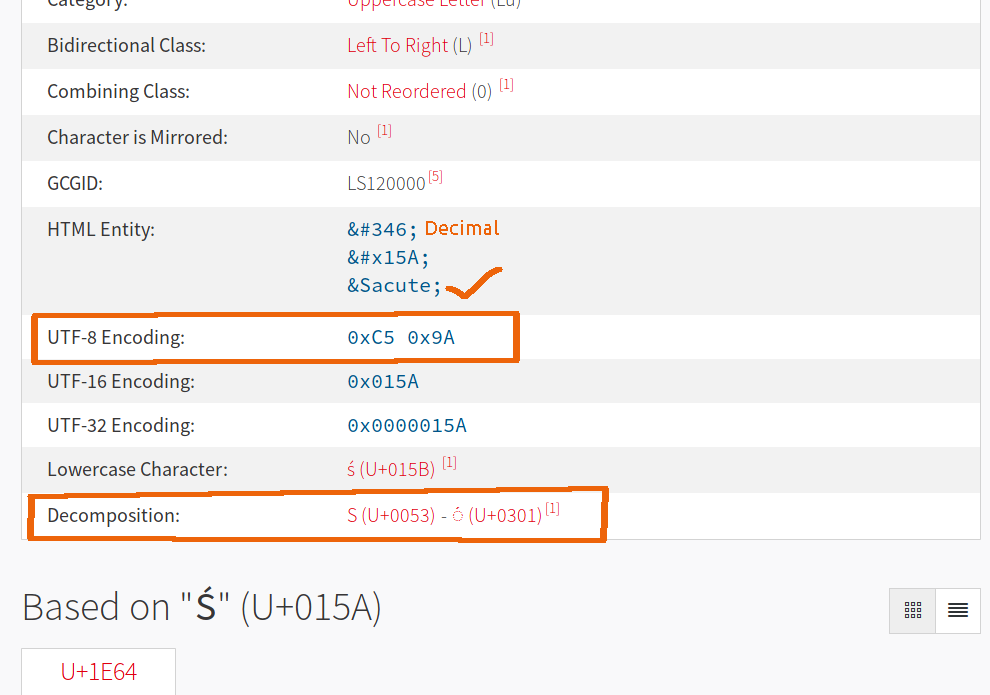 Category: Uppercase Letter (Lu)
Bidirectional Class: Left To Right (L) [1]
Combining Class: Not Reordered (0) [1]
Character is Mirrored: No [1]
GCGID: LS120000[5]
HTML Entity: &#346; Decimal
&#x15A;
&Sacute;
UTF-8 Encoding: 0xC5 0x9A
UTF-16 Encoding: 0x015A
UTF-32 Encoding: 0x0000015A
Lowercase Character: ś (U+015B) [1]
Decomposition: S (U+0053) - ◌́ (U+0301)[1]
Based on "Ś" (U+015A)
U+1E64